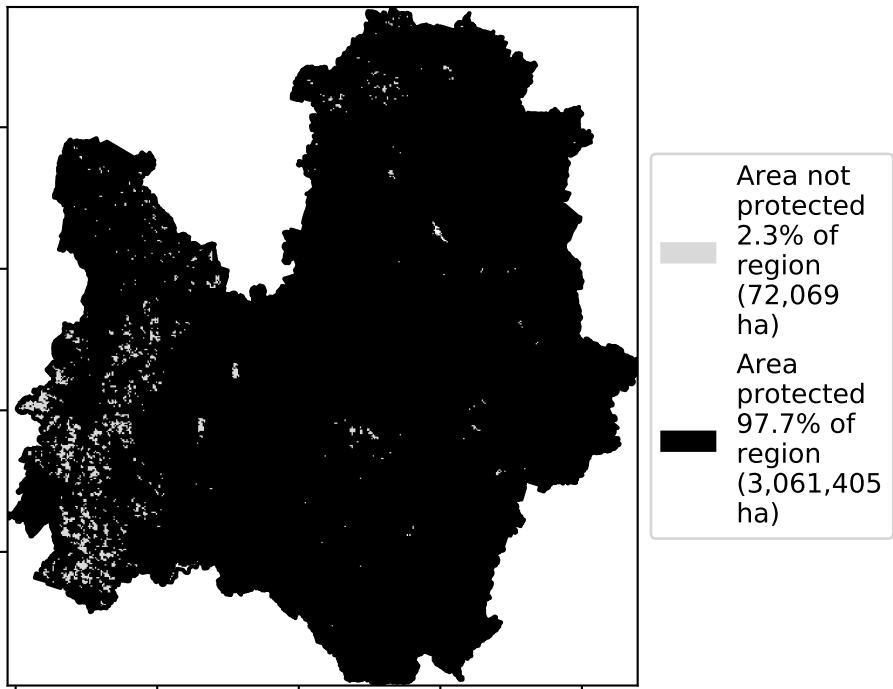 Area not
protected
2.3% of
region
(72,069
ha)
Area
protected
97.7% of
region
(3,061,405
ha)